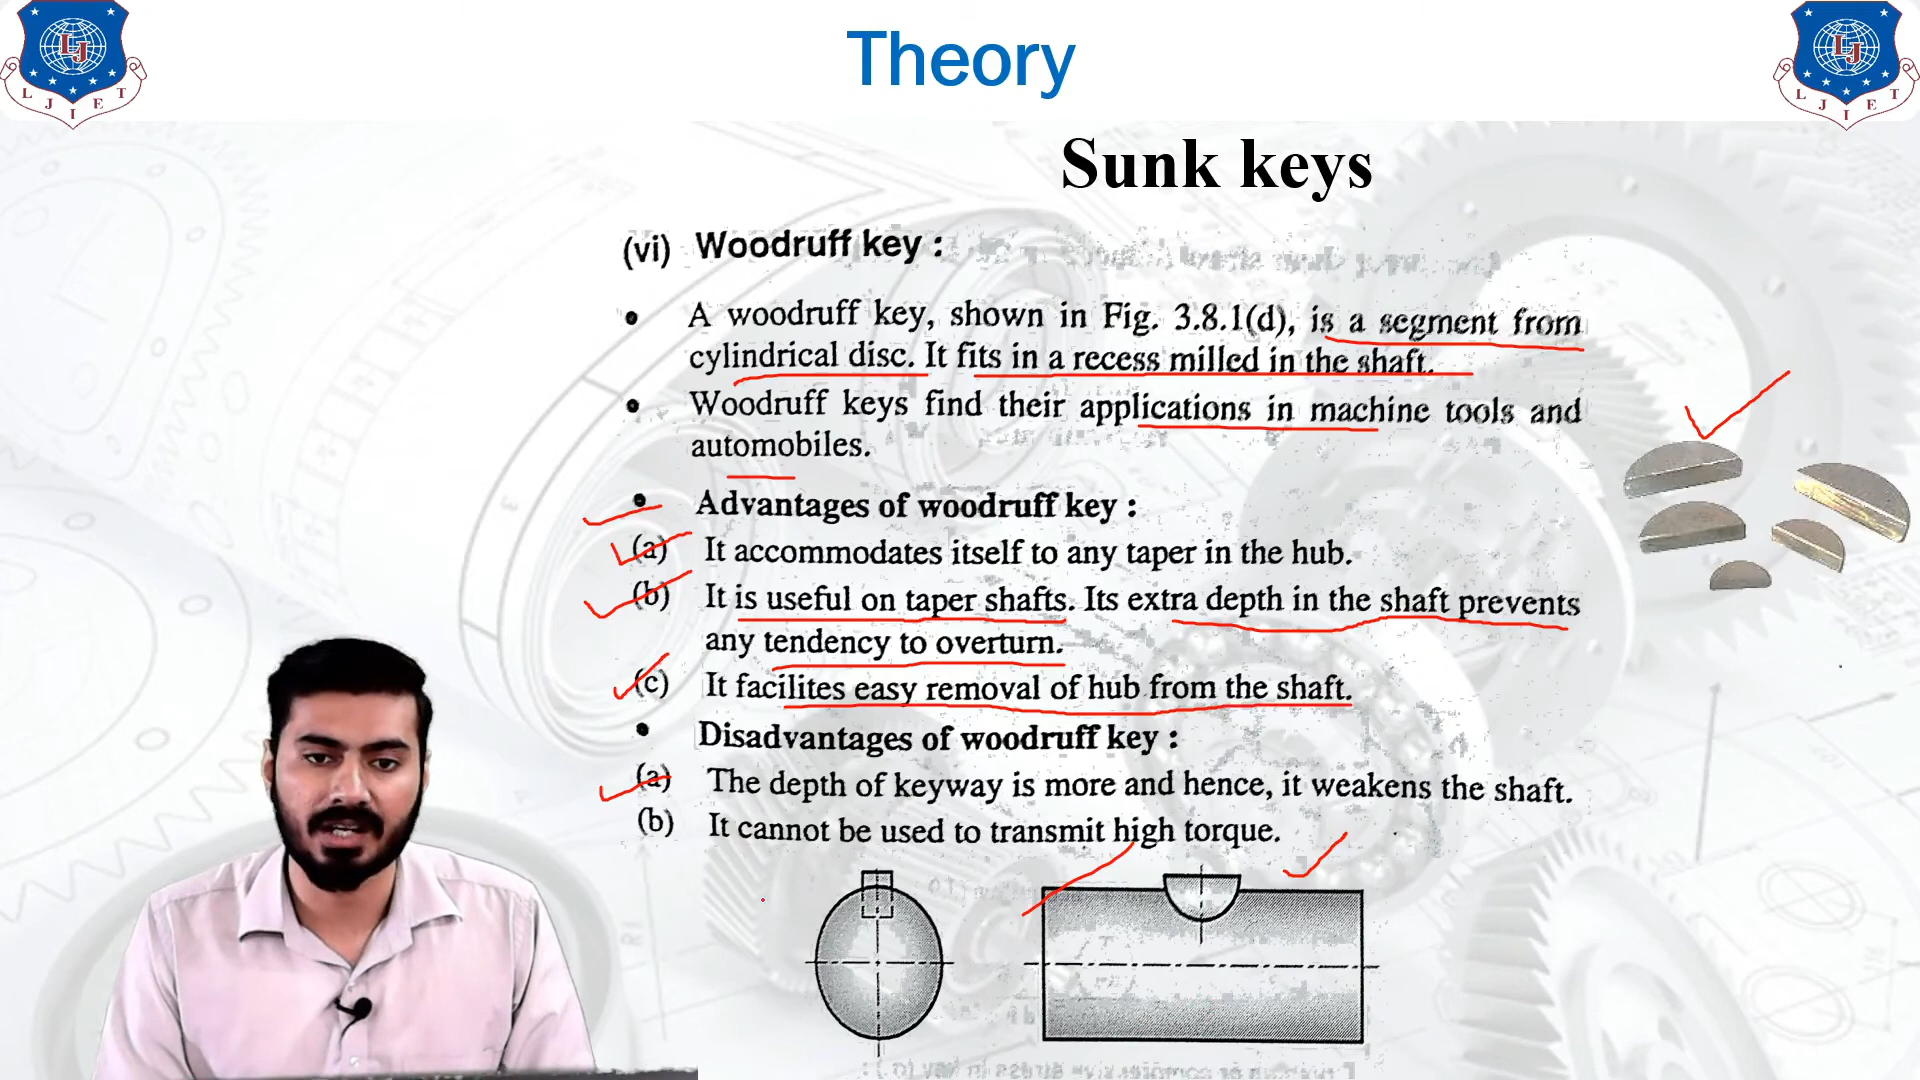 Theory
L J I E T
L J I E T
Sunk keys
(vi) Woodruff key :
• A woodruff key, shown in Fig. 3.8.1(d), is a segment from
cylindrical disc. It fits in a recess milled in the shaft.
• Woodruff keys find their applications in machine tools and
automobiles.
• Advantages of woodruff key :
(a) It accommodates itself to any taper in the hub.
(b) It is useful on taper shafts. Its extra depth in the shaft prevents
any tendency to overturn.
(c) It facilites easy removal of hub from the shaft.
• Disadvantages of woodruff key :
(a) The depth of keyway is more and hence, it weakens the shaft.
(b) It cannot be used to transmit high torque.